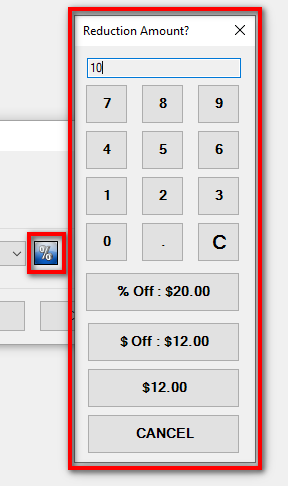 Reduction Amount?
10
7 8 9
4 5 6
1 2 3
0 . C
%
% Off : $20.00
$ Off : $12.00
$12.00
CANCEL